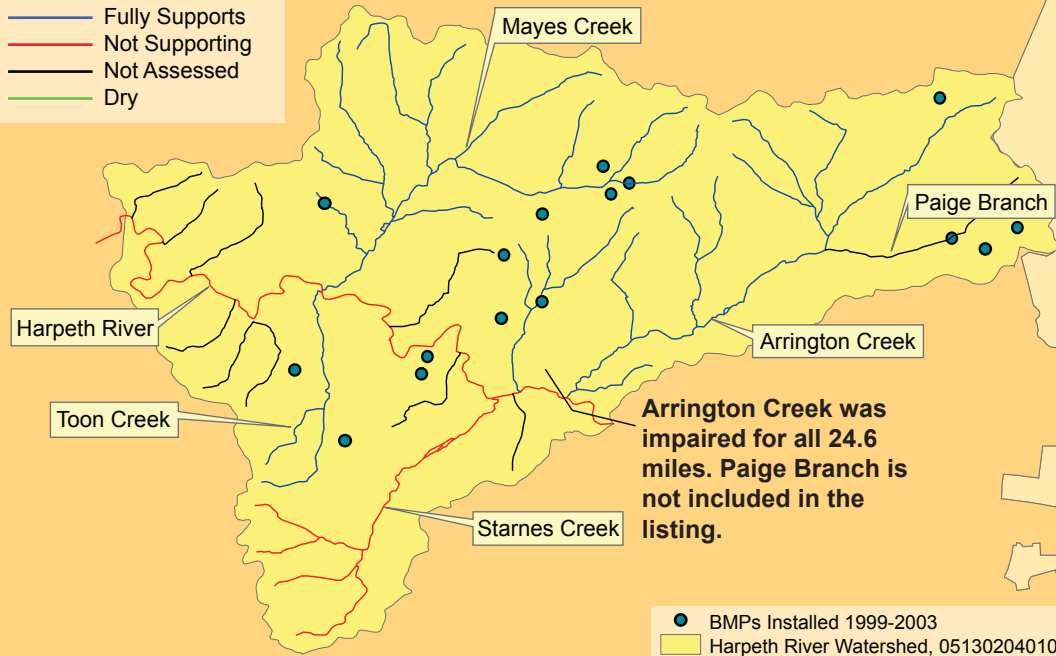 Fully Supports
Not Supporting
Not Assessed
Dry
Mayes Creek
Paige Branch
Harpeth River
Arrington Creek
Toon Creek
Arrington Creek was
impaired for all 24.6
miles. Paige Branch is
not included in the
listing.
Starnes Creek
BMPs Installed 1999-2003
Harpeth River Watershed, 05130204010